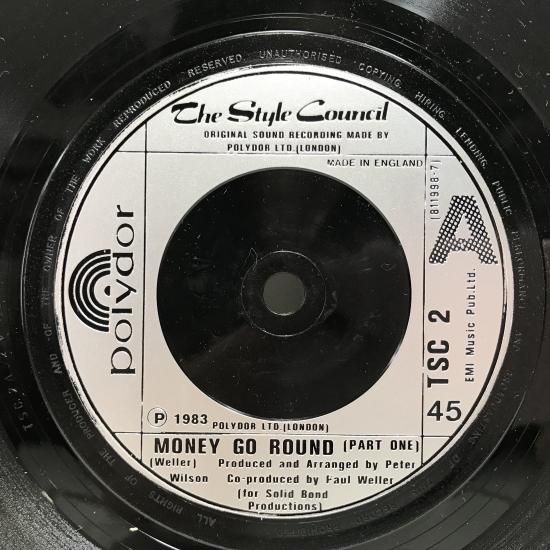 ALL RIGHTS OF THE PRODUCER AND OF THE OWNER OF THE WORK REPRODUCED RESERVED. UNAUTHORISED COPYING, HIRING, LENDING, PUBLIC PERFORMANCE AND
PROHIBITED
The Style Council
ORIGINAL SOUND RECORDING MADE BY
POLYDOR LTD.(LONDON)
MADE IN ENGLAND
(811998-7)
A
polydor
TSC 2
EMI Music Pub.Ltd.
45
Ⓟ 1983 POLYDOR LTD.(LONDON)
MONEY GO ROUND (PART ONE)
(Weller) Produced and Arranged by Peter
Wilson Co-produced by Paul Weller
(for Solid Bond
Productions)